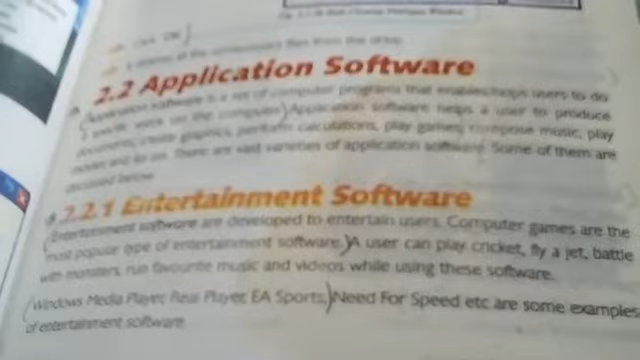 Click OK)
2.2 Application Software
(Application software is a set of computer programs that enables/helps users to do
a specific work on the computer.)Application software helps a user to produce
documents, create graphics, perform calculations, play games, compose music, play
movies and so on. There are vast varieties of application software. Some of them are
discussed below.
2.2.1 Entertainment Software
(Entertainment software are developed to entertain users. Computer games are the
most popular type of entertainment software.)A user can play cricket, fly a jet, battle
with monsters, run favourite music and videos while using these software.
(Windows Media Player, Real Player, EA Sports,)Need For Speed etc are some examples
of entertainment software.